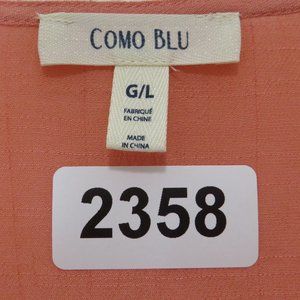 COMO BLU
G/L
FABRIQUÉ
EN CHINE
MADE
IN CHINA
2358